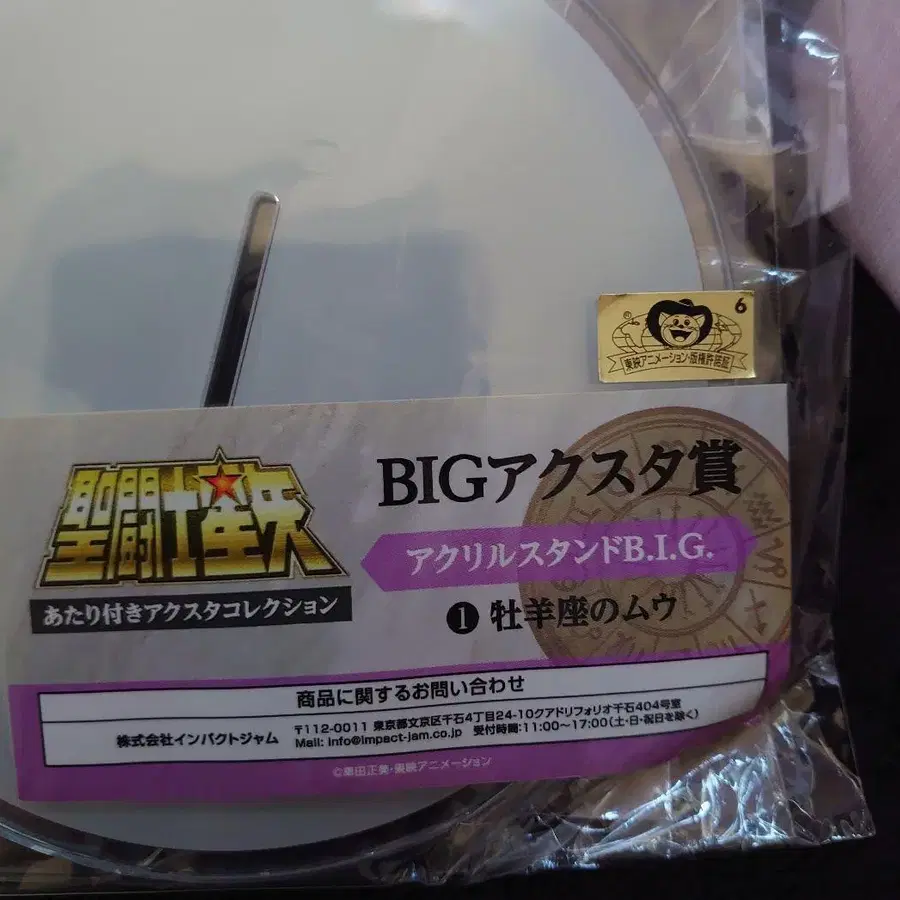 6
®
東映アニメーション・版権許諾証
聖闘士星矢
あたり付きアクスタコレクション
BIGアクスタ賞
アクリルスタンドB.I.G.
❶ 牡羊座のムウ
商品に関するお問い合わせ
株式会社インパクトジャム
〒112-0011 東京都文京区千石4丁目24-10クアドリフォリオ千石404号室
Mail: info@impact-jam.co.jp 受付時間:11:00〜17:00(土・日・祝日を除く)
©車田正美・東映アニメーション